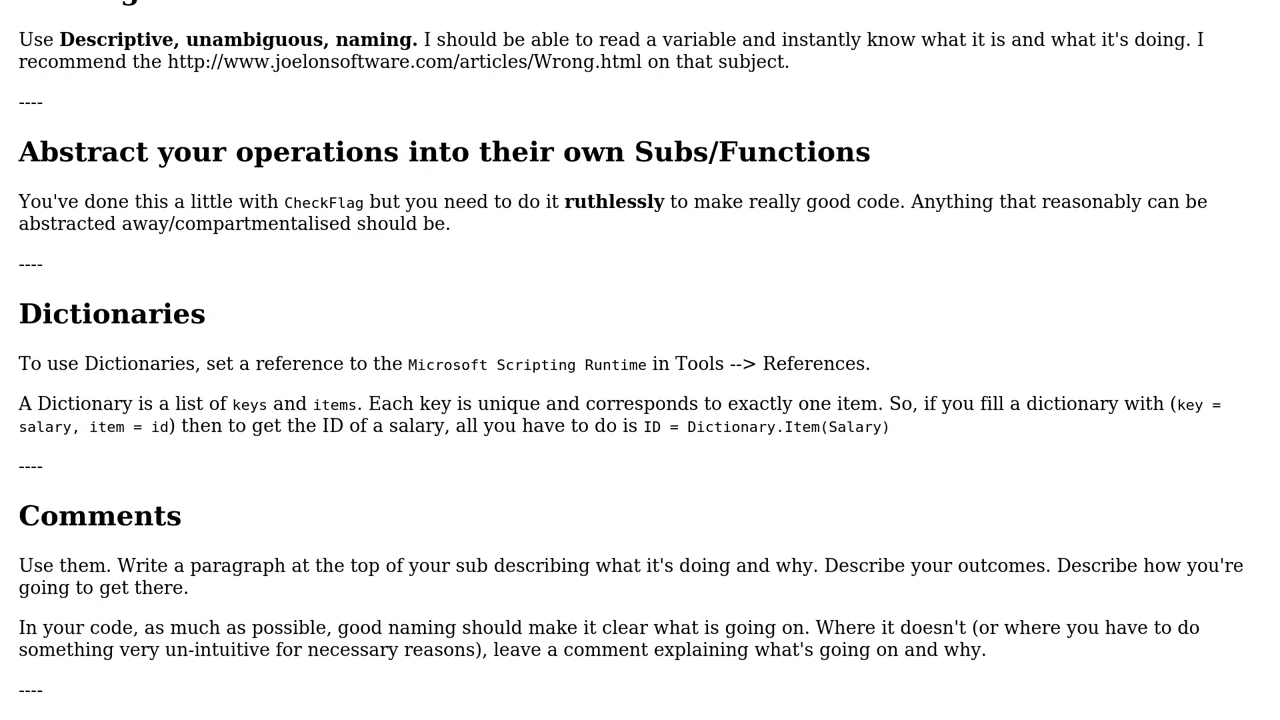 Use Descriptive, unambiguous, naming. I should be able to read a variable and instantly know what it is and what it's doing. I
recommend the http://www.joelonsoftware.com/articles/Wrong.html on that subject.
----
Abstract your operations into their own Subs/Functions
You've done this a little with CheckFlag but you need to do it ruthlessly to make really good code. Anything that reasonably can be
abstracted away/compartmentalised should be.
----
Dictionaries
To use Dictionaries, set a reference to the Microsoft Scripting Runtime in Tools --> References.
A Dictionary is a list of keys and items. Each key is unique and corresponds to exactly one item. So, if you fill a dictionary with (key =
salary, item = id) then to get the ID of a salary, all you have to do is ID = Dictionary.Item(Salary)
----
Comments
Use them. Write a paragraph at the top of your sub describing what it's doing and why. Describe your outcomes. Describe how you're
going to get there.
In your code, as much as possible, good naming should make it clear what is going on. Where it doesn't (or where you have to do
something very un-intuitive for necessary reasons), leave a comment explaining what's going on and why.
----